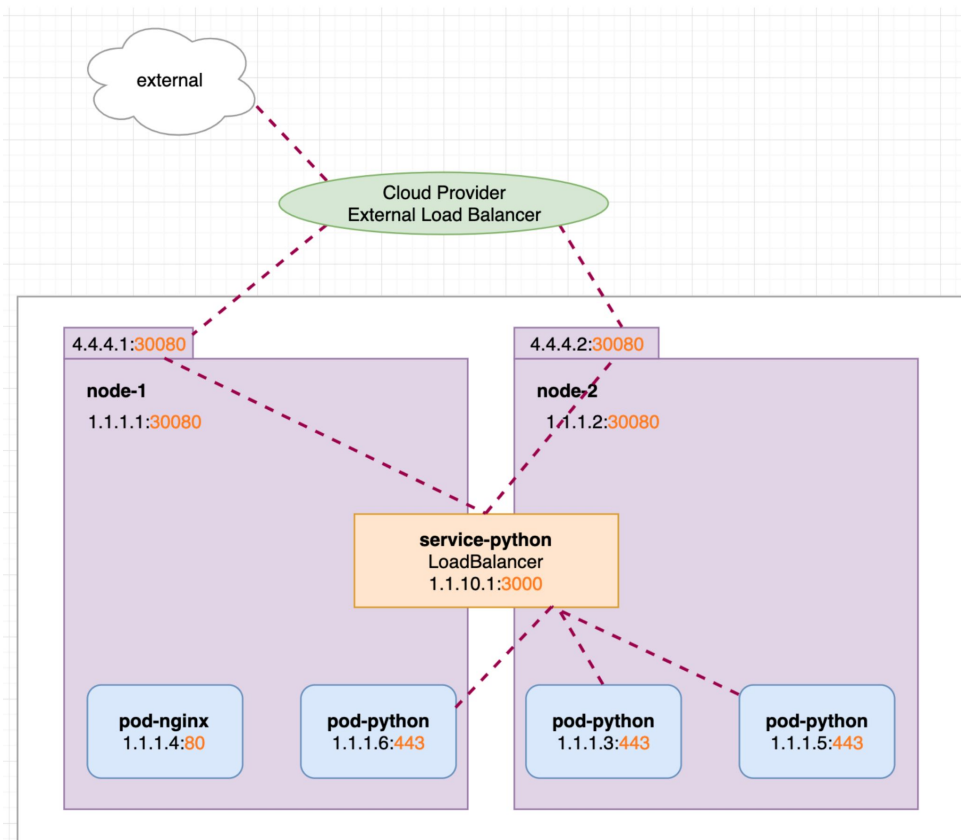 external
Cloud Provider
External Load Balancer
4.4.4.1:30080
4.4.4.2:30080
node-1
1.1.1.1:30080
node-2
1.1.1.2:30080
service-python
LoadBalancer
1.1.10.1:3000
pod-nginx
1.1.1.4:80
pod-python
1.1.1.6:443
pod-python
1.1.1.3:443
pod-python
1.1.1.5:443